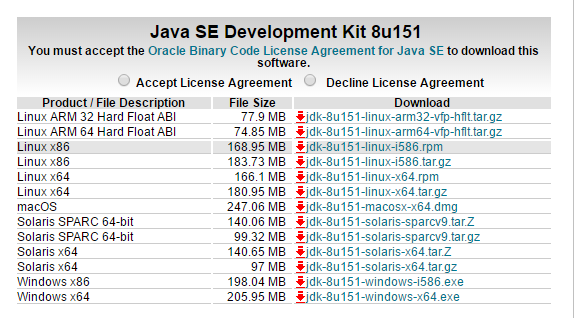 Java SE Development Kit 8u151
You must accept the Oracle Binary Code License Agreement for Java SE to download this
software.
Accept License Agreement Decline License Agreement
Product / File Description File Size Download
Linux ARM 32 Hard Float ABI 77.9 MB jdk-8u151-linux-arm32-vfp-hflt.tar.gz
Linux ARM 64 Hard Float ABI 74.85 MB jdk-8u151-linux-arm64-vfp-hflt.tar.gz
Linux x86 168.95 MB jdk-8u151-linux-i586.rpm
Linux x86 183.73 MB jdk-8u151-linux-i586.tar.gz
Linux x64 166.1 MB jdk-8u151-linux-x64.rpm
Linux x64 180.95 MB jdk-8u151-linux-x64.tar.gz
macOS 247.06 MB jdk-8u151-macosx-x64.dmg
Solaris SPARC 64-bit 140.06 MB jdk-8u151-solaris-sparcv9.tar.Z
Solaris SPARC 64-bit 99.32 MB jdk-8u151-solaris-sparcv9.tar.gz
Solaris x64 140.65 MB jdk-8u151-solaris-x64.tar.Z
Solaris x64 97 MB jdk-8u151-solaris-x64.tar.gz
Windows x86 198.04 MB jdk-8u151-windows-i586.exe
Windows x64 205.95 MB jdk-8u151-windows-x64.exe